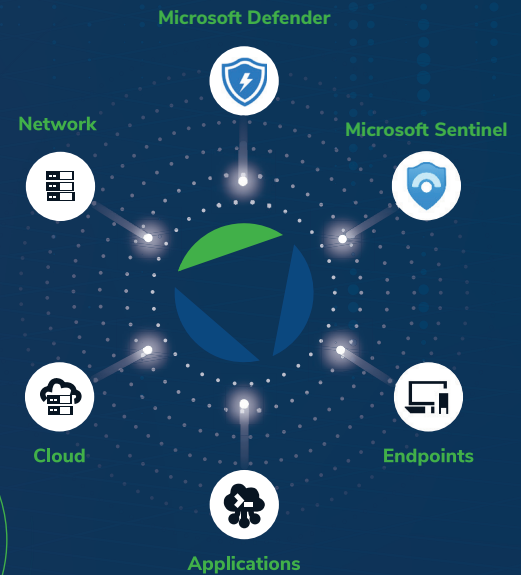 Microsoft Defender
Network
Microsoft Sentinel
Cloud
Endpoints
Applications